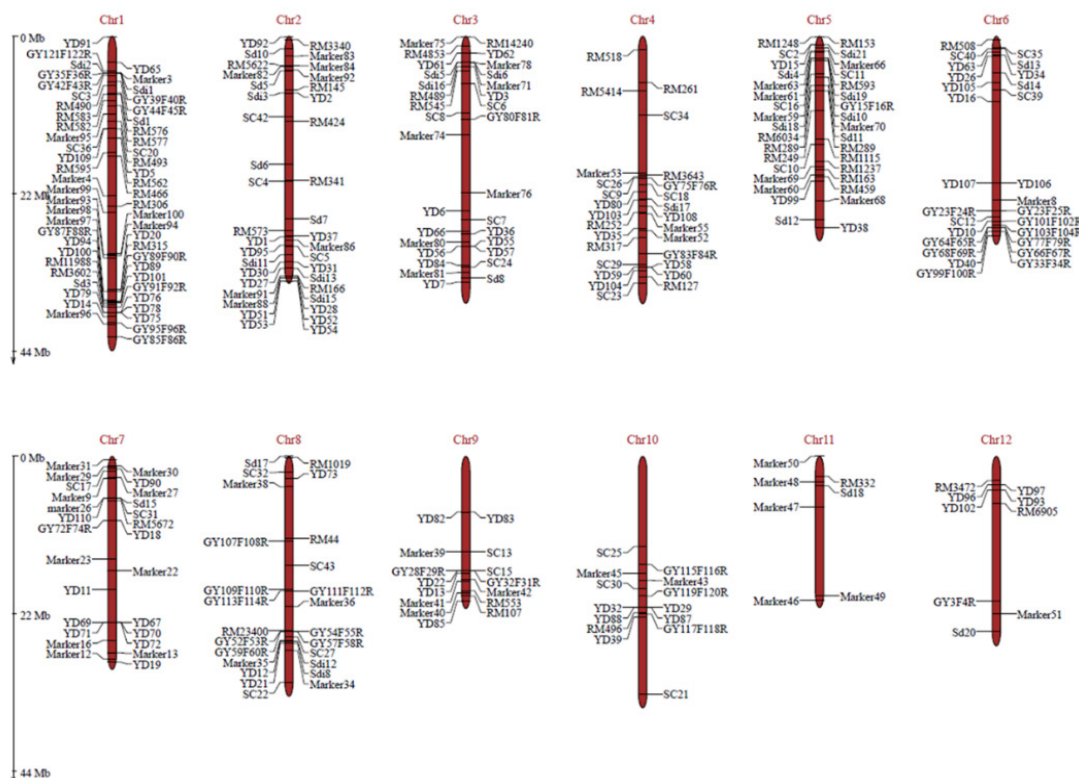 Chr1
Chr2
Chr3
Chr4
Chr5
Chr6
0 Mb
22 Mb
44 Mb
YD91
GY121F122R
Sdi2
GY35F36R
GY42F43R
SC3
RM490
RM583
RM582
Marker95
SC36
YD109
RM595
Marker4
Marker99
Marker93
Marker98
Marker97
GY87F88R
YD94
YD100
RM11988
RM3602
Sd3
YD79
YD14
Marker96
YD65
Marker3
Sdi1
GY39F40R
GY44F45R
Sd1
RM576
RM577
SC20
RM493
YD5
RM562
RM466
RM306
Marker100
Marker94
YD20
RM315
GY89F90R
YD89
YD101
GY91F92R
YD76
YD78
YD75
GY95F96R
GY85F86R
YD92
Sd10
RM5622
Marker82
Sd5
Sdi3
SC42
Sd6
SC4
RM573
YD1
YD95
Sdi11
YD30
YD27
Marker91
Marker88
YD51
YD53
RM3340
Marker83
Marker84
Marker92
RM145
YD2
RM424
RM341
Sd7
YD37
Marker86
SC5
YD31
Sdi13
RM166
Sdi15
YD28
YD52
YD54
Marker75
RM4853
YD61
Sdi5
Sdi16
RM489
RM545
SC8
Marker74
YD6
YD66
Marker80
YD56
YD84
Marker81
YD7
RM14240
YD62
Marker78
Sdi6
Marker71
YD3
SC6
GY80F81R
Marker76
SC7
YD36
YD55
YD57
SC24
Sd8
RM518
RM5414
Marker53
SC26
SC9
YD80
YD103
RM252
YD35
RM317
SC29
YD59
YD104
SC23
RM261
SC34
RM3643
GY75F76R
SC18
Sdi17
YD108
Marker55
Marker52
GY83F84R
YD58
YD60
RM127
RM1248
SC2
YD15
Sdi4
Marker63
Marker61
SC16
Marker59
Sdi18
RM6034
RM289
RM249
SC10
Marker69
Marker60
YD99
Sd12
RM153
Sdi21
Marker66
SC11
RM593
Sdi19
GY15F16R
Sdi10
Marker70
Sd11
RM289
RM1115
RM1237
RM163
RM459
Marker68
YD38
RM508
SC40
YD63
YD26
YD105
YD16
YD107
GY23F24R
SC12
YD10
GY64F65R
GY68F69R
YD40
GY99F100R
SC35
Sd13
YD34
Sd14
SC39
YD106
Marker8
GY23F25R
GY101F102R
GY103F104R
GY77F79R
GY66F67R
GY33F34R
Chr7
Chr8
Chr9
Chr10
Chr11
Chr12
0 Mb
22 Mb
44 Mb
Marker31
Marker29
SC17
Marker9
marker26
YD110
GY72F74R
Marker23
YD11
YD69
YD71
Marker16
Marker12
Marker30
YD90
Marker27
Sd15
SC31
RM5672
YD18
Marker22
YD67
YD70
YD72
Marker13
YD19
Sd17
SC32
Marker38
GY107F108R
GY109F110R
GY113F114R
RM23400
GY52F53R
GY59F60R
Marker35
YD12
YD21
SC22
RM1019
YD73
RM44
SC43
GY111F112R
Marker36
GY54F55R
GY57F58R
SC27
Sdi12
Sdi8
Marker34
YD82
Marker39
GY28F29R
YD22
YD13
Marker41
Marker40
YD85
YD83
SC13
SC15
GY32F31R
Marker42
RM553
RM107
SC25
Marker45
SC30
YD32
YD88
RM496
YD39
GY115F116R
Marker43
GY119F120R
YD29
YD87
GY117F118R
SC21
Marker50
Marker48
Marker47
Marker46
RM332
Sd18
Marker49
RM3472
YD96
YD102
GY3F4R
Sd20
YD97
YD93
RM6905
Marker51